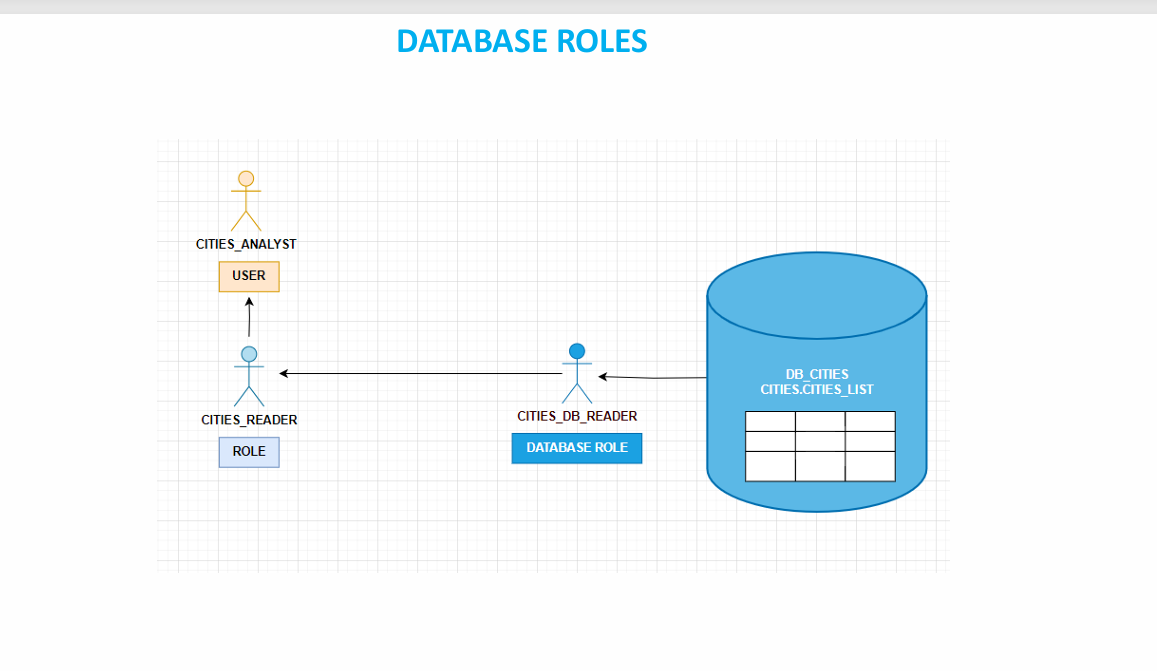 DATABASE ROLES
CITIES_ANALYST
USER
CITIES_READER
ROLE
CITIES_DB_READER
DATABASE ROLE
DB_CITIES
CITIES.CITIES_LIST